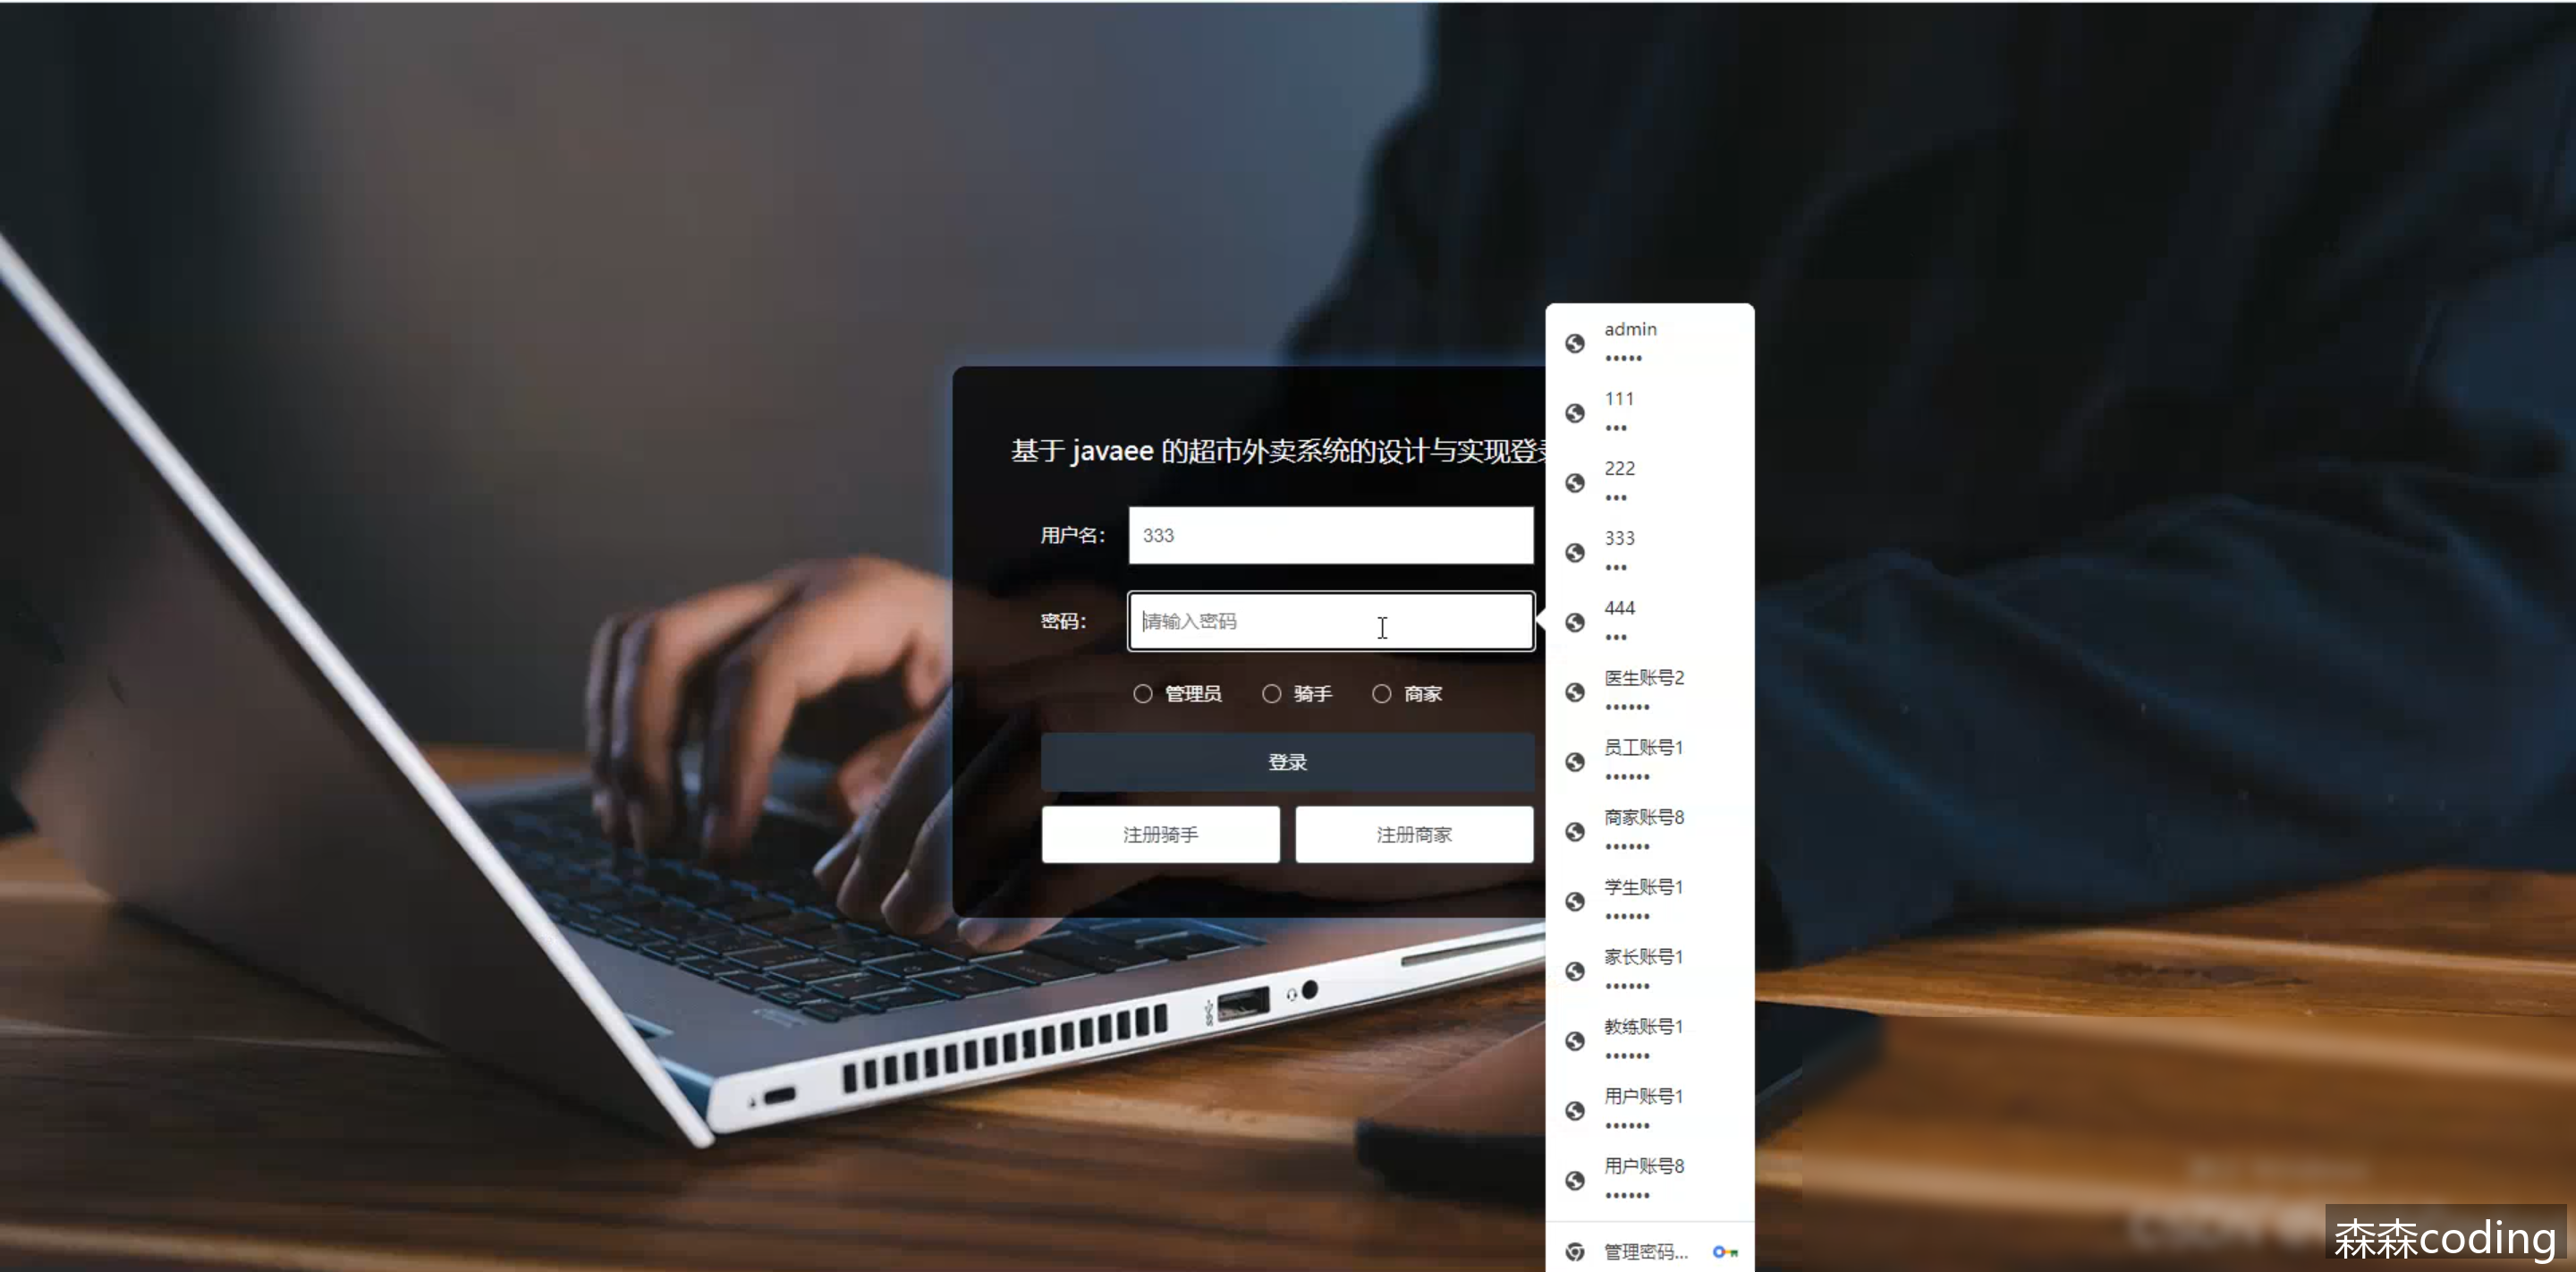 基于 javaee 的超市外卖系统的设计与实现登
用户名：
333
密码：
请输入密码
管理员
骑手
商家
登录
注册骑手
注册商家
admin
•••••
111
•••
222
•••
333
•••
444
•••
医生账号2
••••••
员工账号1
••••••
商家账号8
••••••
学生账号1
••••••
家长账号1
••••••
教练账号1
••••••
用户账号1
••••••
用户账号8
••••••
管理密码...
森森coding